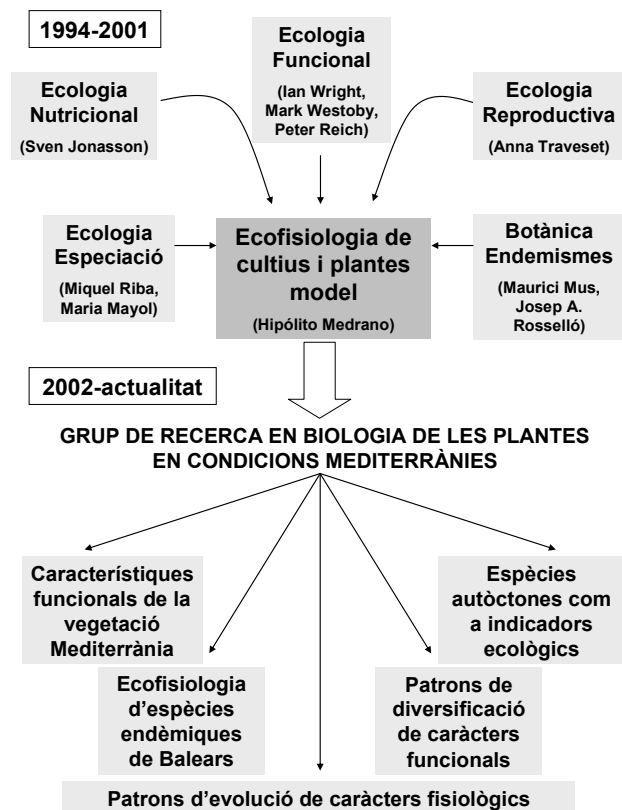 1994-2001
Ecologia
Funcional
(Ian Wright,
Mark Westoby,
Peter Reich)
Ecologia
Nutricional
(Sven Jonasson)
Ecologia
Reproductiva
(Anna Traveset)
Ecologia
Especiació
(Miquel Riba,
Maria Mayol)
Ecofisiologia de
cultius i plantes
model
(Hipólito Medrano)
Botànica
Endemismes
(Maurici Mus,
Josep A.
Rosselló)
2002-actualitat
GRUP DE RECERCA EN BIOLOGIA DE LES PLANTES
EN CONDICIONS MEDITERRÀNIES
Característiques
funcionals de la
vegetació
Mediterrània
Espècies
autòctones com
a indicadors
ecològics
Ecofisiologia
d'espècies
endèmiques
de Balears
Patrons de
diversificació
de caràcters
funcionals
Patrons d'evolució de caràcters fisiològics